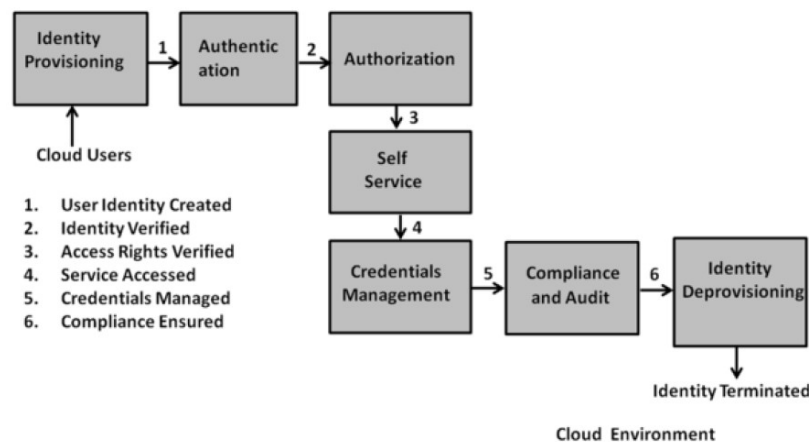 Identity
Provisioning
1
Authentic
ation
2
Authorization
3
Cloud Users
Self
Service
1. User Identity Created
2. Identity Verified
3. Access Rights Verified
4. Service Accessed
5. Credentials Managed
6. Compliance Ensured
4
Credentials
Management
5
Compliance
and Audit
6
Identity
Deprovisioning
Identity Terminated
Cloud Environment